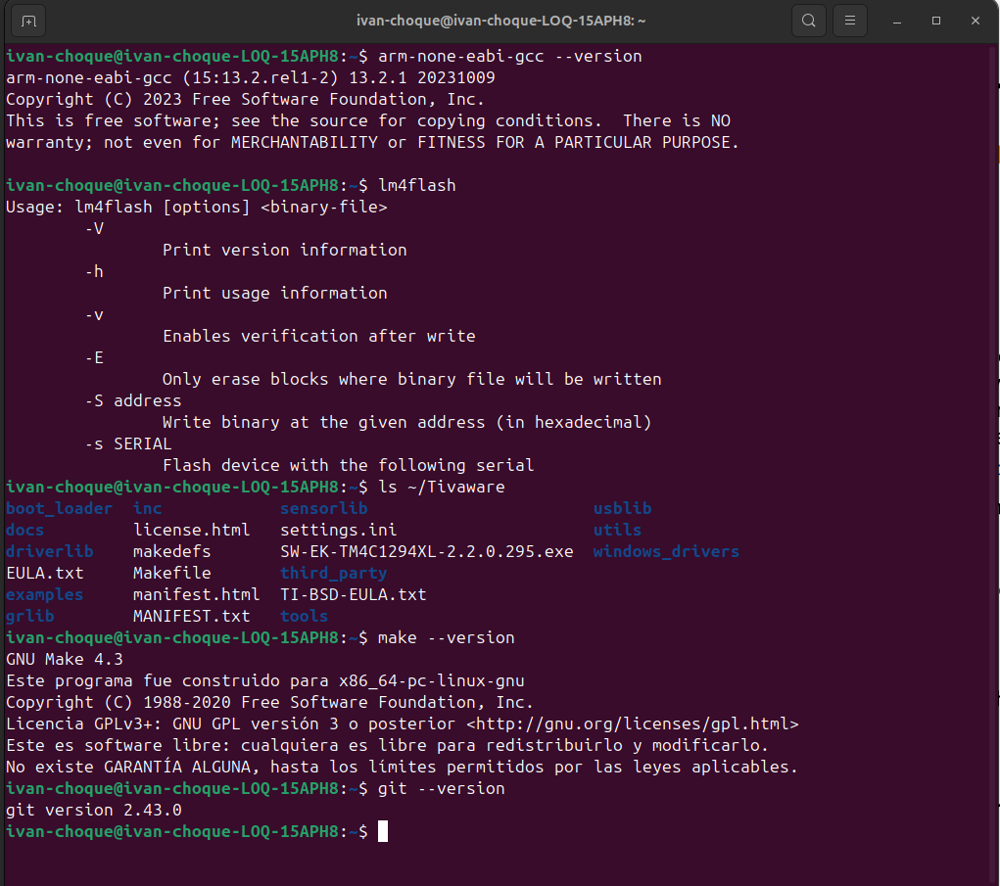 ivan-choque@ivan-choque-LOQ-15APH8: ~
ivan-choque@ivan-choque-LOQ-15APH8:~$ arm-none-eabi-gcc --version
arm-none-eabi-gcc (15:13.2.rel1-2) 13.2.1 20231009
Copyright (C) 2023 Free Software Foundation, Inc.
This is free software; see the source for copying conditions.  There is NO
warranty; not even for MERCHANTABILITY or FITNESS FOR A PARTICULAR PURPOSE.
ivan-choque@ivan-choque-LOQ-15APH8:~$ lm4flash
Usage: lm4flash [options] <binary-file>
        -V
                Print version information
        -h
                Print usage information
        -v
                Enables verification after write
        -E
                Only erase blocks where binary file will be written
        -S address
                Write binary at the given address (in hexadecimal)
        -s SERIAL
                Flash device with the following serial
ivan-choque@ivan-choque-LOQ-15APH8:~$ ls ~/Tivaware
boot_loader  inc            sensorlib                       usblib
docs         license.html   settings.ini                    utils
driverlib    makedefs       SW-EK-TM4C1294XL-2.2.0.295.exe  windows_drivers
EULA.txt     Makefile       third_party
examples     manifest.html  TI-BSD-EULA.txt
grlib        MANIFEST.txt   tools
ivan-choque@ivan-choque-LOQ-15APH8:~$ make --version
GNU Make 4.3
Este programa fue construido para x86_64-pc-linux-gnu
Copyright (C) 1988-2020 Free Software Foundation, Inc.
Licencia GPLv3+: GNU GPL versión 3 o posterior <http://gnu.org/licenses/gpl.html>
Este es software libre: cualquiera es libre para redistribuirlo y modificarlo.
No existe GARANTÍA ALGUNA, hasta los límites permitidos por las leyes aplicables.
ivan-choque@ivan-choque-LOQ-15APH8:~$ git --version
git version 2.43.0
ivan-choque@ivan-choque-LOQ-15APH8:~$